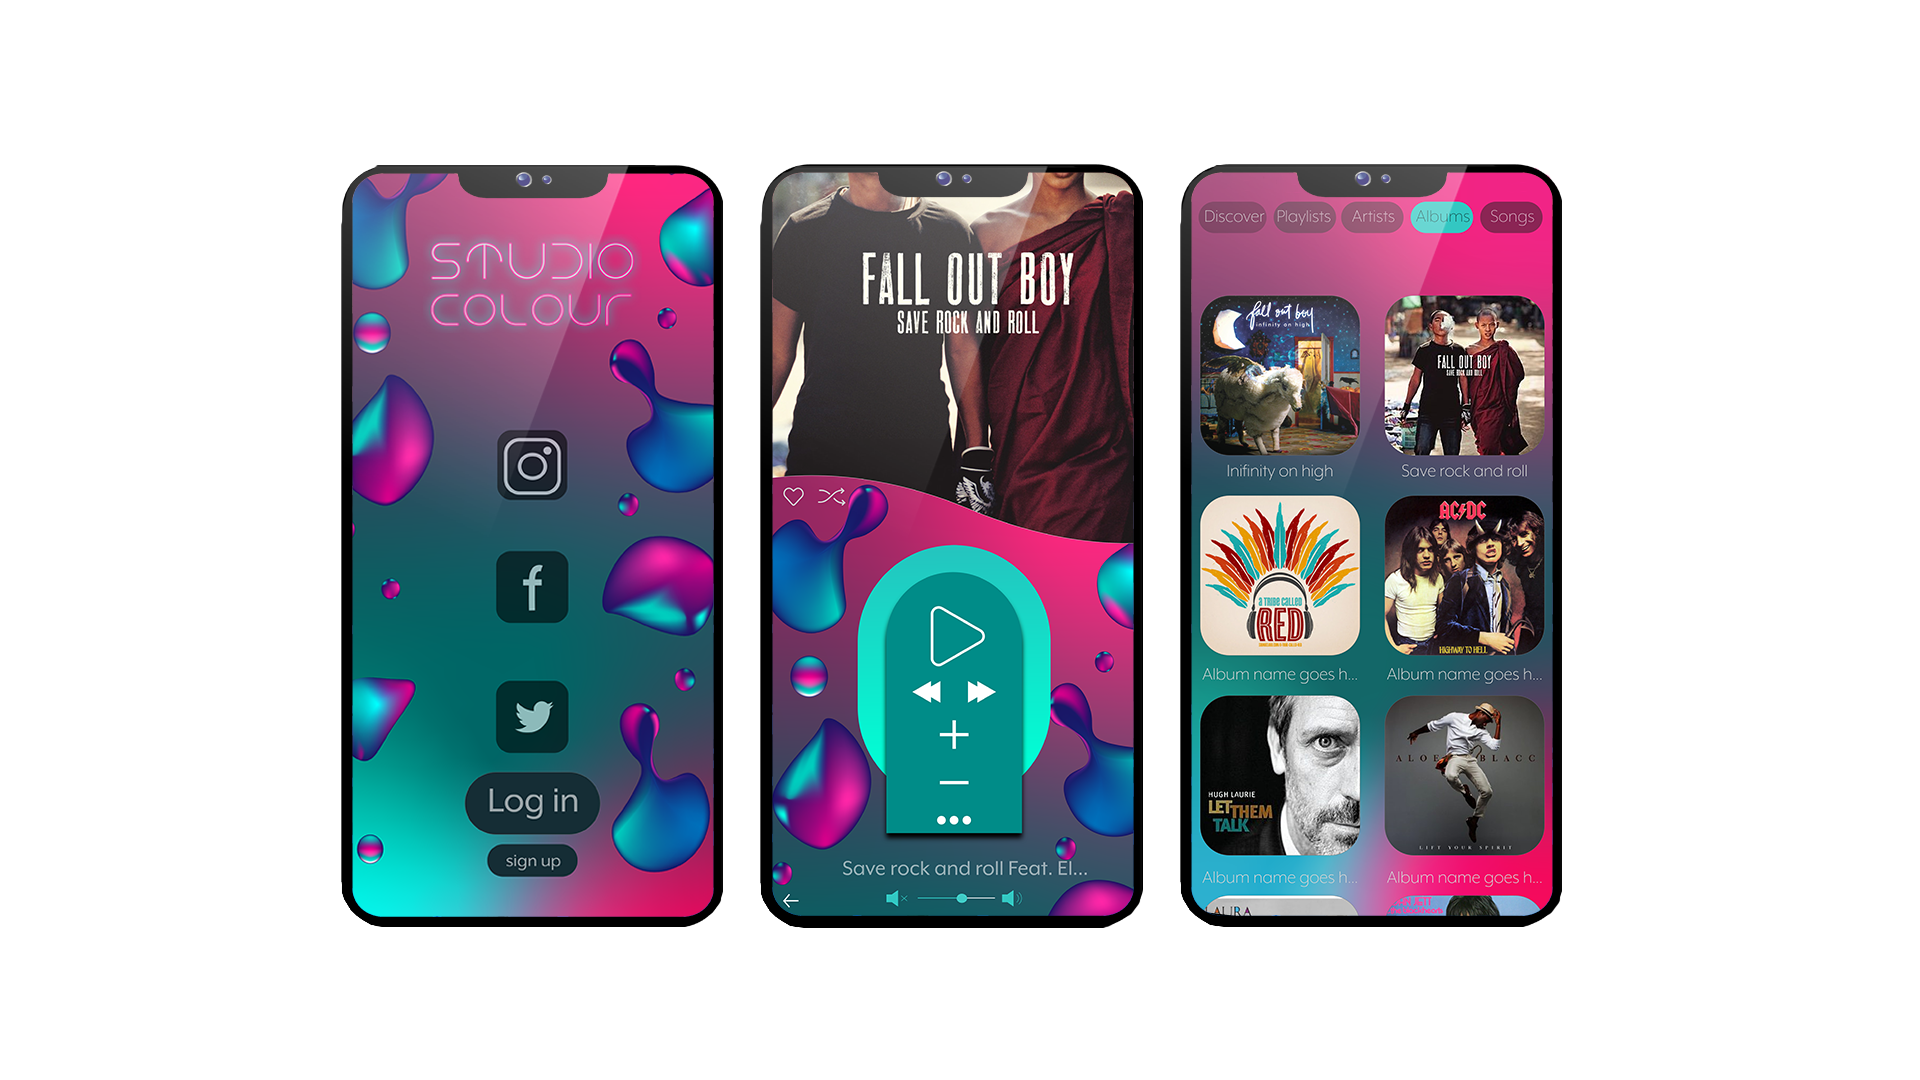 STUDIO
COLOUR
f
Log in
sign up
FALL OUT BOY
SAVE ROCK AND ROLL
Save rock and roll Feat. El...
Discover
Playlists
Artists
Albums
Songs
fall out boy
infinity on high
FALL OUT BOY
SAVE ROCK AND ROLL
Inifinity on high
Save rock and roll
A TRIBE CALLED
RED
AC/DC
HIGHWAY TO HELL
Album name goes h...
Album name goes h...
HUGH LAURIE
LET THEM
TALK
ALOE BLACC
LIFT YOUR SPIRIT
Album name goes h...
Album name goes h...
LAURA